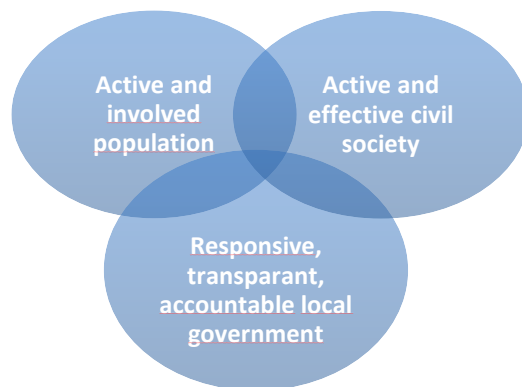 Active and
involved
population
Active and
effective civil
society
Responsive,
transparant,
accountable local
government